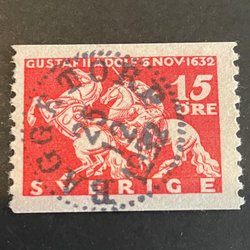 GUSTAF II ADOLF 6 NOV·1632
15
ÖRE
SVERIGE